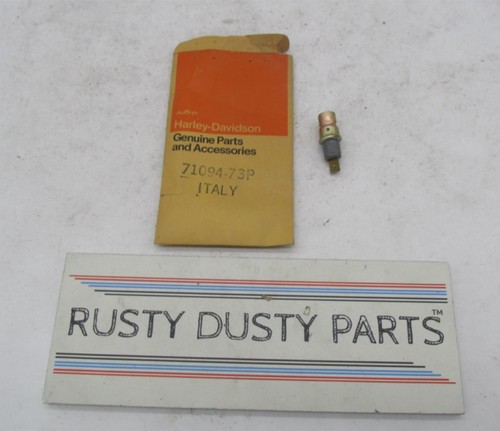 Harley-Davidson
Genuine Parts
and Accessories
71094-73P
ITALY
RUSTY DUSTY PARTS™